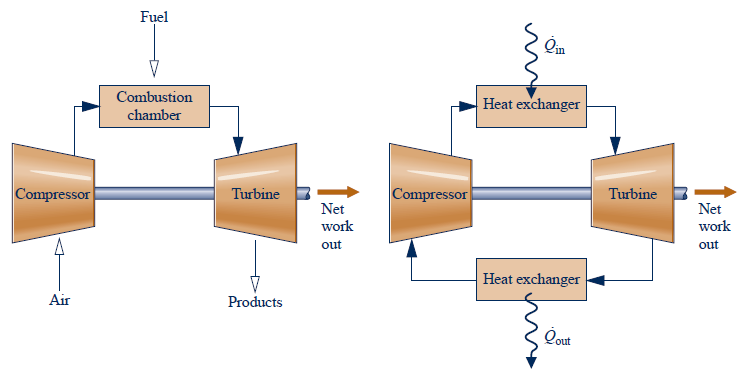 Fuel
Combustion
chamber
Compressor
Turbine
Net
work
out
Air
Products
Q̇in
Heat exchanger
Compressor
Turbine
Net
work
out
Heat exchanger
Q̇out